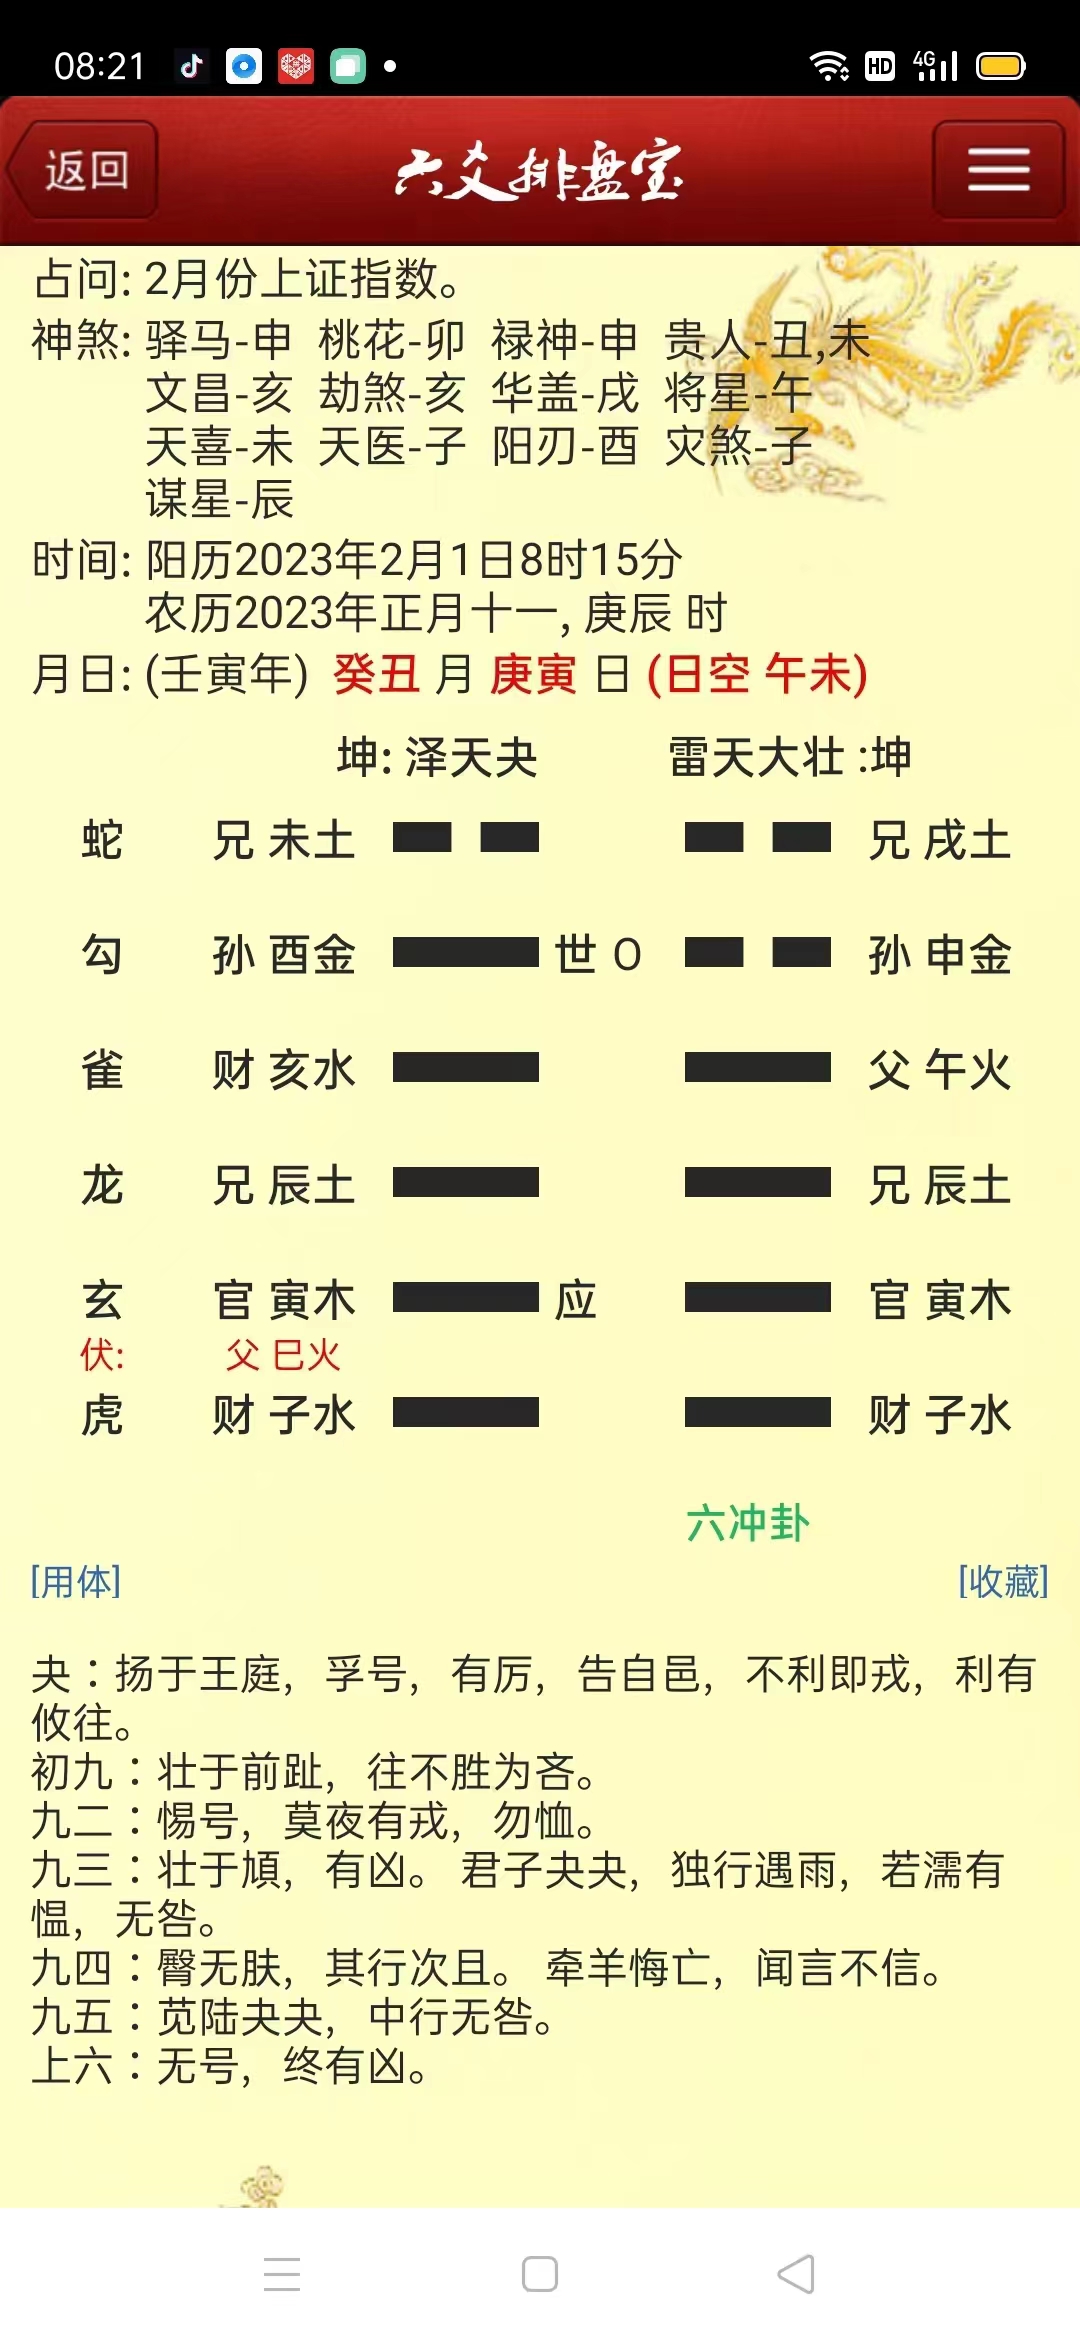 08:21 HD 4G
返回 六爻排盘宝
占问: 2月份上证指数。
神煞: 驿马-申 桃花-卯 禄神-申 贵人-丑,未
文昌-亥 劫煞-亥 华盖-戌 将星-午
天喜-未 天医-子 阳刃-酉 灾煞-子
谋星-辰
时间: 阳历2023年2月1日8时15分
农历2023年正月十一, 庚辰 时
月日: (壬寅年) 癸丑 月 庚寅 日 (日空 午未)
坤: 泽天夬 雷天大壮 :坤
蛇 兄 未土 兄 戌土
勾 孙 酉金 世 O 孙 申金
雀 财 亥水 父 午火
龙 兄 辰土 兄 辰土
玄 官 寅木 应 官 寅木
伏: 父 巳火
虎 财 子水 财 子水
六冲卦
[用体] [收藏]
夬：扬于王庭，孚号，有厉，告自邑，不利即戎，利有
攸往。
初九：壮于前趾，往不胜为吝。
九二：惕号，莫夜有戎，勿恤。
九三：壮于頄，有凶。 君子夬夬，独行遇雨，若濡有
愠，无咎。
九四：臀无肤，其行次且。 牵羊悔亡，闻言不信。
九五：苋陆夬夬，中行无咎。
上六：无号，终有凶。